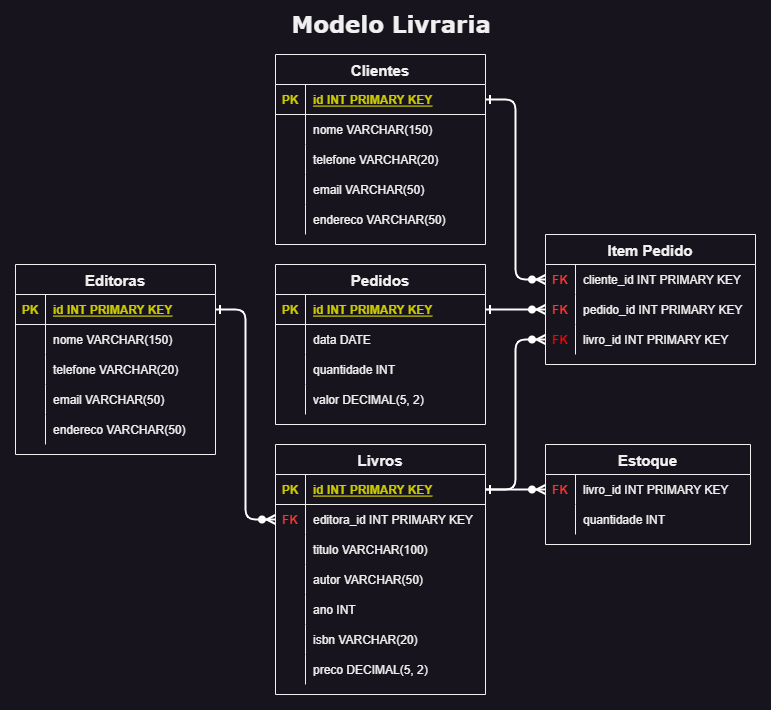 Modelo Livraria
Clientes
PK id INT PRIMARY KEY
nome VARCHAR(150)
telefone VARCHAR(20)
email VARCHAR(50)
endereco VARCHAR(50)
Item Pedido
FK cliente_id INT PRIMARY KEY
FK pedido_id INT PRIMARY KEY
FK livro_id INT PRIMARY KEY
Editoras
PK id INT PRIMARY KEY
nome VARCHAR(150)
telefone VARCHAR(20)
email VARCHAR(50)
endereco VARCHAR(50)
Pedidos
PK id INT PRIMARY KEY
data DATE
quantidade INT
valor DECIMAL(5, 2)
Livros
PK id INT PRIMARY KEY
FK editora_id INT PRIMARY KEY
titulo VARCHAR(100)
autor VARCHAR(50)
ano INT
isbn VARCHAR(20)
preco DECIMAL(5, 2)
Estoque
FK livro_id INT PRIMARY KEY
quantidade INT